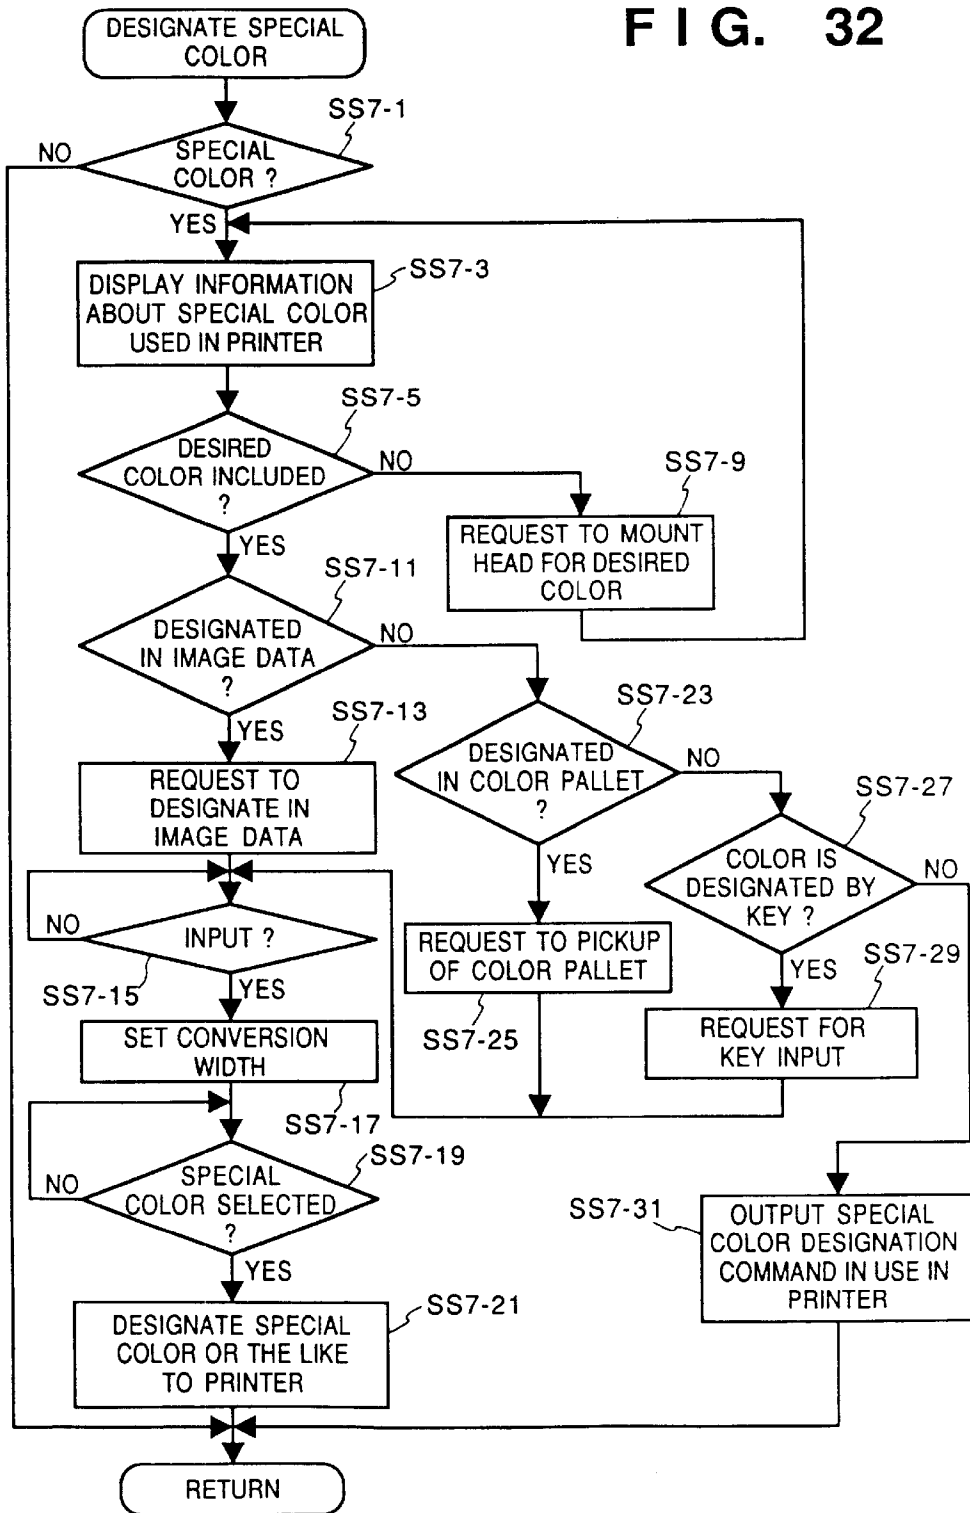 FIG. 32
DESIGNATE SPECIAL
COLOR
SS7-1
NO
SPECIAL
COLOR ?
YES
SS7-3
DISPLAY INFORMATION
ABOUT SPECIAL COLOR
USED IN PRINTER
SS7-5
DESIRED
COLOR INCLUDED
?
NO
SS7-9
REQUEST TO MOUNT
HEAD FOR DESIRED
COLOR
YES
SS7-11
DESIGNATED
IN IMAGE DATA
?
NO
YES
SS7-13
REQUEST TO
DESIGNATE IN
IMAGE DATA
SS7-23
DESIGNATED
IN COLOR PALLET
?
NO
YES
SS7-27
COLOR IS
DESIGNATED BY
KEY ?
NO
YES
NO
INPUT ?
SS7-15
YES
REQUEST TO PICKUP
OF COLOR PALLET
SS7-25
SS7-29
REQUEST FOR
KEY INPUT
SET CONVERSION
WIDTH
SS7-17
SS7-19
NO
SPECIAL
COLOR SELECTED
?
YES
SS7-31
OUTPUT SPECIAL
COLOR DESIGNATION
COMMAND IN USE IN
PRINTER
SS7-21
DESIGNATE SPECIAL
COLOR OR THE LIKE
TO PRINTER
RETURN